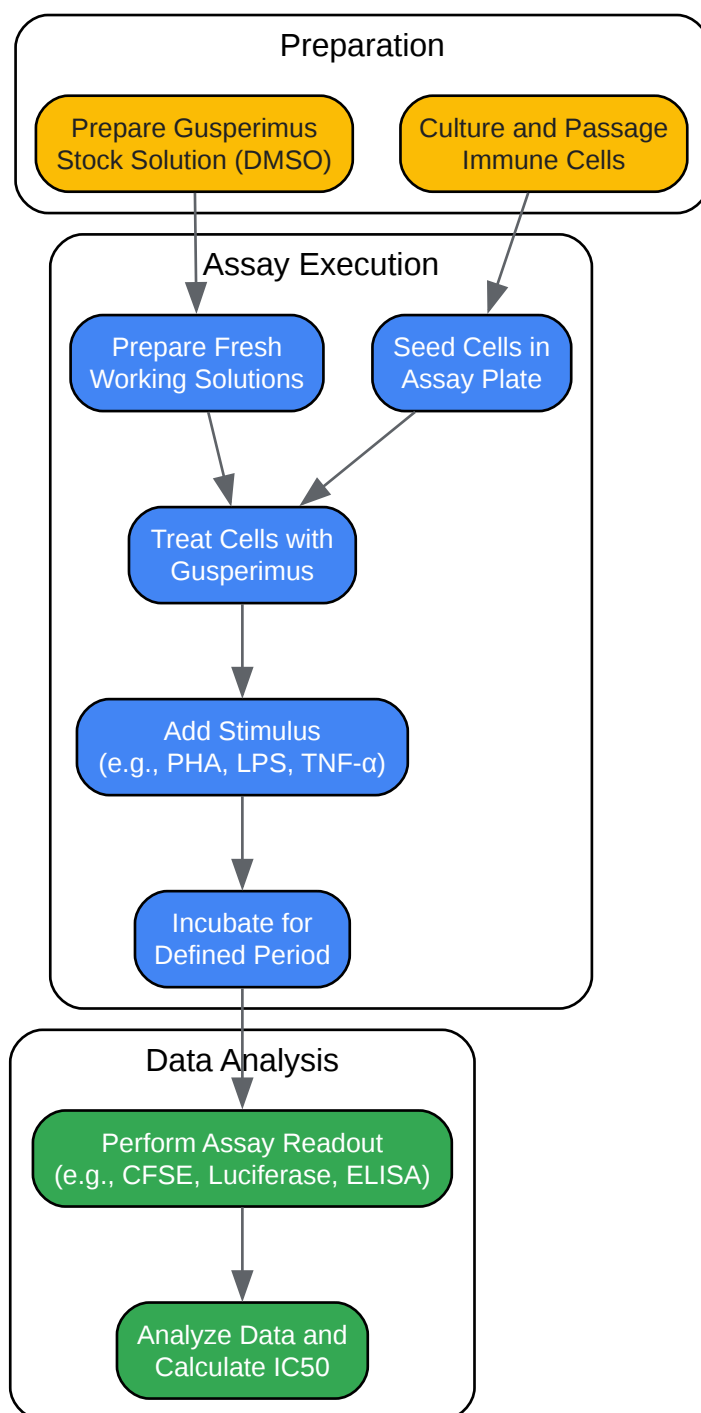 Preparation
Prepare Gusperimus
Stock Solution (DMSO)
Culture and Passage
Immune Cells
Assay Execution
Prepare Fresh
Working Solutions
Seed Cells in
Assay Plate
Treat Cells with
Gusperimus
Add Stimulus
(e.g., PHA, LPS, TNF-α)
Incubate for
Defined Period
Data Analysis
Perform Assay Readout
(e.g., CFSE, Luciferase, ELISA)
Analyze Data and
Calculate IC50